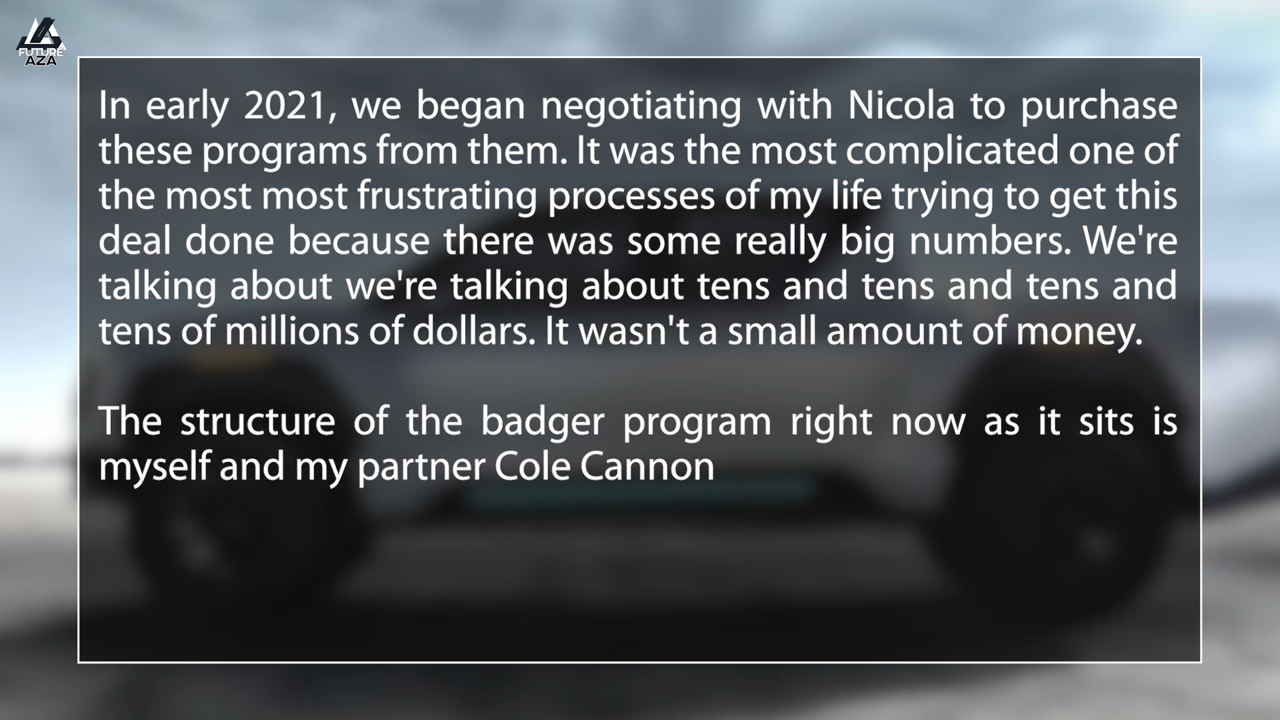 FUTURE
AZA
In early 2021, we began negotiating with Nicola to purchase
these programs from them. It was the most complicated one of
the most most frustrating processes of my life trying to get this
deal done because there was some really big numbers. We're
talking about we're talking about tens and tens and tens and
tens of millions of dollars. It wasn't a small amount of money.
The structure of the badger program right now as it sits is
myself and my partner Cole Cannon